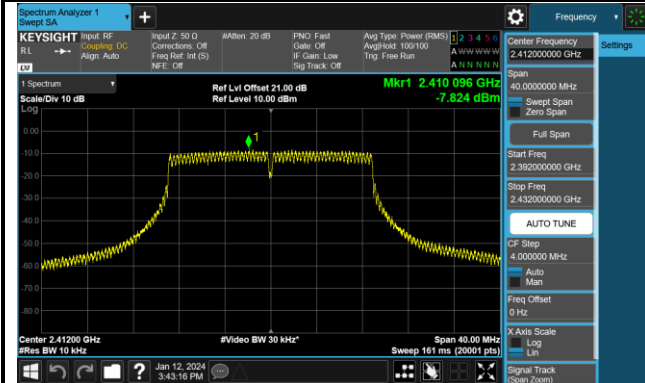 Spectrum Analyzer 1
Swept SA
+
Frequency
KEYSIGHT
RL
LXI
Input: RF
Coupling: DC
Align: Auto
Input Z: 50 Ω
Corrections: Off
Freq Ref: Int (S)
NFE: Off
#Atten: 20 dB
PNO: Fast
Gate: Off
IF Gain: Low
Sig Track: Off
Avg Type: Power (RMS)
Avg|Hold: 100/100
Trig: Free Run
1 2 3 4 5 6
A W W W W W
A N N N N N
Center Frequency
2.412000000 GHz
Settings
Span
40.0000000 MHz
Swept Span
Zero Span
Full Span
Start Freq
2.392000000 GHz
Stop Freq
2.432000000 GHz
AUTO TUNE
CF Step
4.000000 MHz
Auto
Man
Freq Offset
0 Hz
X Axis Scale
Log
Lin
Signal Track
(Span Zoom)
1 Spectrum
Scale/Div 10 dB
Log
Ref Lvl Offset 21.00 dB
Ref Level 10.00 dBm
Mkr1 2.410 096 GHz
-7.824 dBm
1
0.00
-10.0
-20.0
-30.0
-40.0
-50.0
-60.0
-70.0
-80.0
Center 2.41200 GHz
#Res BW 10 kHz
#Video BW 30 kHz*
Span 40.00 MHz
Sweep 161 ms (20001 pts)
?
Jan 12, 2024
3:43:16 PM